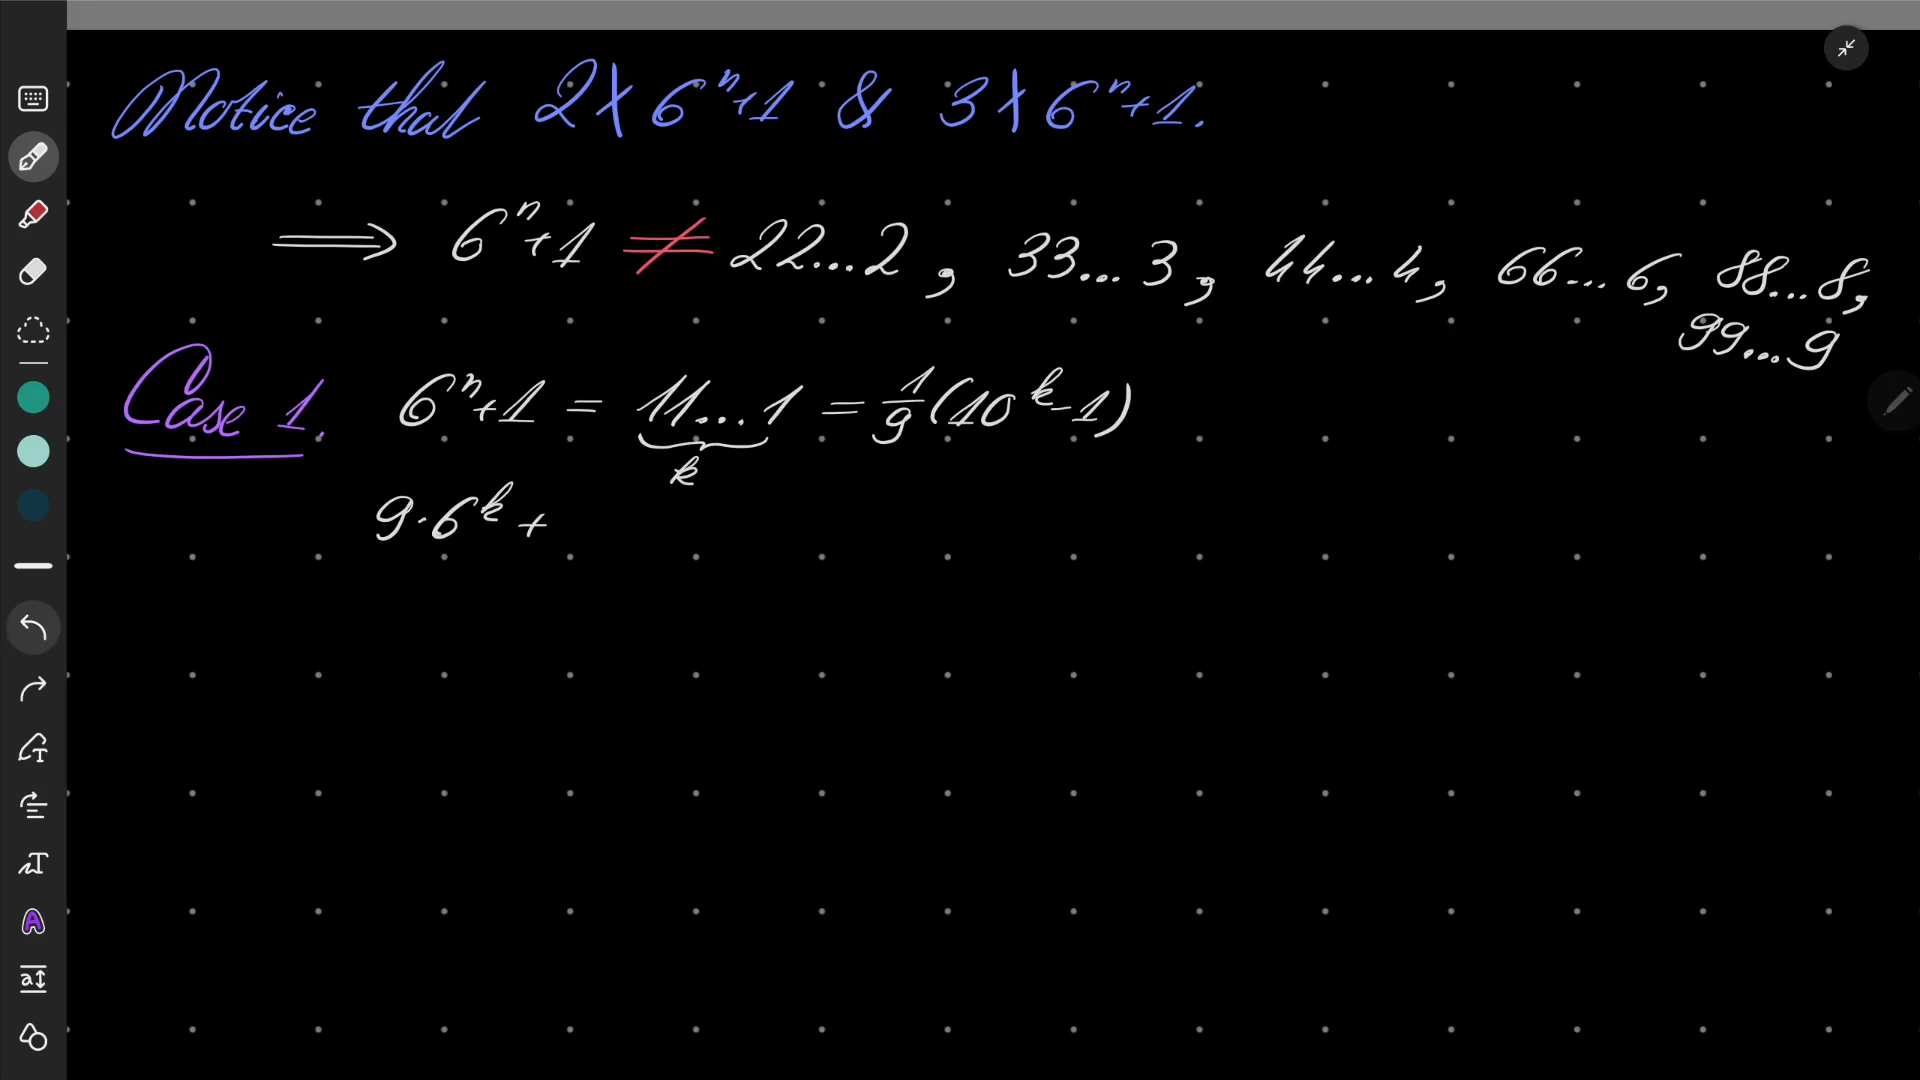 Notice that 2 ∤ 6ⁿ+1 & 3 ∤ 6ⁿ+1.
⟹ 6ⁿ+1 ≠ 22...2, 33...3, 44...4, 66...6, 88...8,
99...9
Case 1. 6ⁿ+1 = 11...1 = 1/9 (10ᵏ-1)
k
9·6ᵏ+